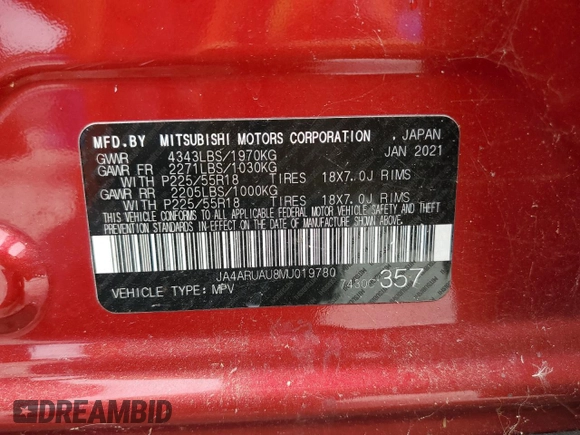 MFD.BY MITSUBISHI MOTORS CORPORATION , JAPAN
GVWR 4343LBS/1970KG JAN 2021
GAWR FR 2271LBS/1030KG
WITH P225/55R18 TIRES 18X7.0J RIMS
GAWR RR 2205LBS/1000KG
WITH P225/55R18 TIRES 18X7.0J RIMS
THIS VEHICLE CONFORMS TO ALL APPLICABLE FEDERAL MOTOR VEHICLE SAFETY AND THEFT
PREVENTION STANDARDS IN-EFFECT ON THE DATE OF MANUFACTURE SHOWN ABOVE.
JA4ARUAU8MU019780 7430C 357
VEHICLE TYPE: MPV
DREAMBID